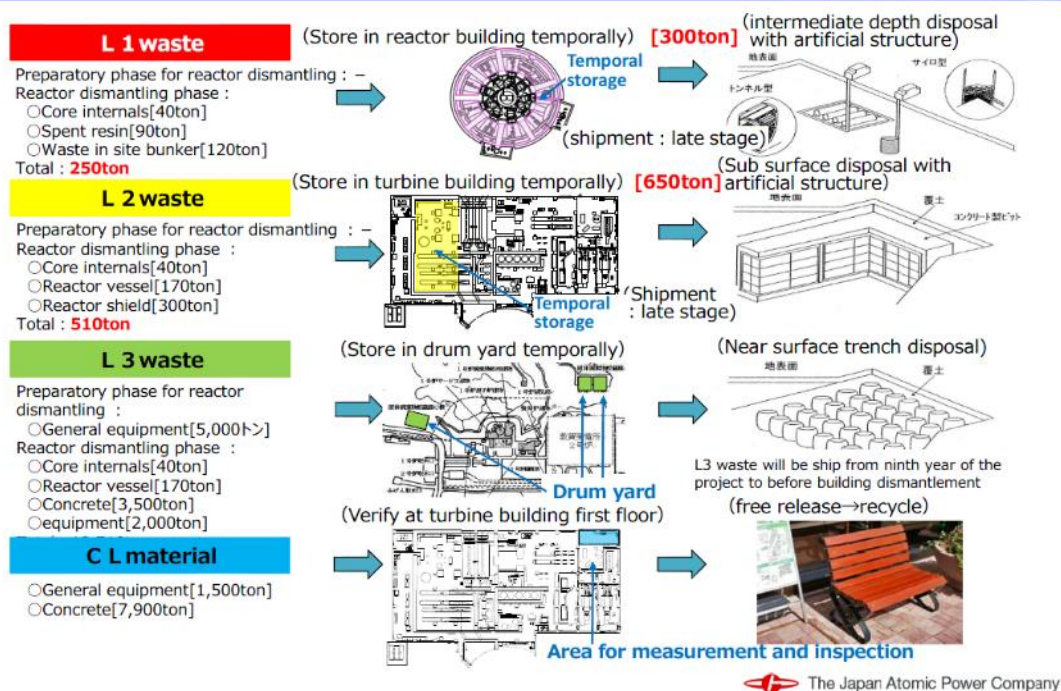 L 1 waste
Preparatory phase for reactor dismantling : –
Reactor dismantling phase :
○Core internals[40ton]
○Spent resin[90ton]
○Waste in site bunker[120ton]
Total : 250ton
(Store in reactor building temporally) [300ton]
Temporal
storage
(shipment : late stage)
(intermediate depth disposal
with artificial structure)
地表面
サイロ型
トンネル型
L 2 waste
Preparatory phase for reactor dismantling : –
Reactor dismantling phase :
○Core internals[40ton]
○Reactor vessel[170ton]
○Reactor shield[300ton]
Total : 510ton
(Store in turbine building temporally) [650ton]
Temporal
storage
(Shipment
: late stage)
(Sub surface disposal with
artificial structure)
地表面
覆土
コンクリート製ピット
L 3 waste
Preparatory phase for reactor
dismantling :
○General equipment[5,000トン]
Reactor dismantling phase :
○Core internals[40ton]
○Reactor vessel[170ton]
○Concrete[3,500ton]
○equipment[2,000ton]
(Store in drum yard temporally)
Drum yard
(Near surface trench disposal)
地表面
覆土
L3 waste will be ship from ninth year of the
project to before building dismantlement
C L material
○General equipment[1,500ton]
○Concrete[7,900ton]
(Verify at turbine building first floor)
Area for measurement and inspection
(free release→recycle)
The Japan Atomic Power Company